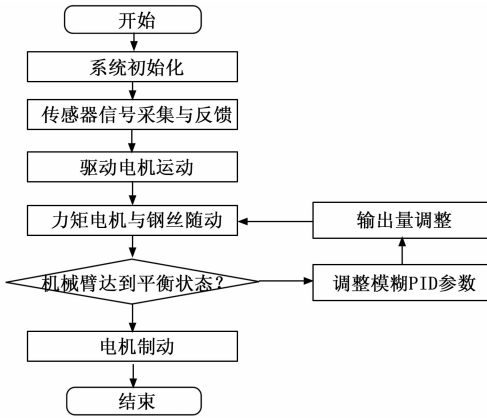 开始
系统初始化
传感器信号采集与反馈
驱动电机运动
力矩电机与钢丝随动
输出量调整
机械臂达到平衡状态?
调整模糊PID参数
电机制动
结束